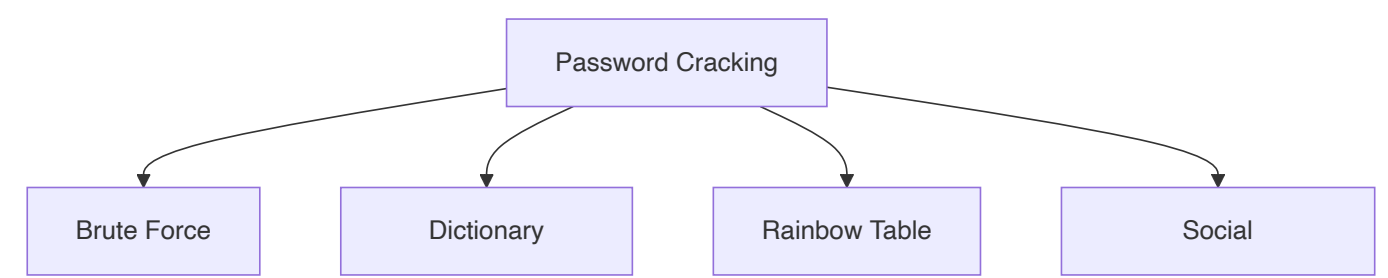 Password Cracking
Brute Force
Dictionary
Rainbow Table
Social